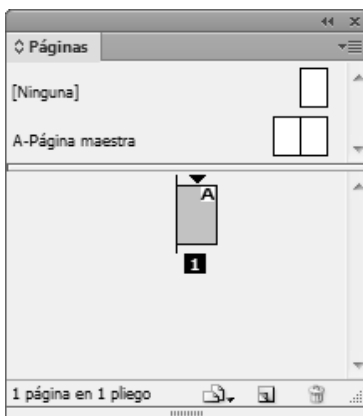 Páginas
[Ninguna]
A-Página maestra
A
1
1 página en 1 pliego